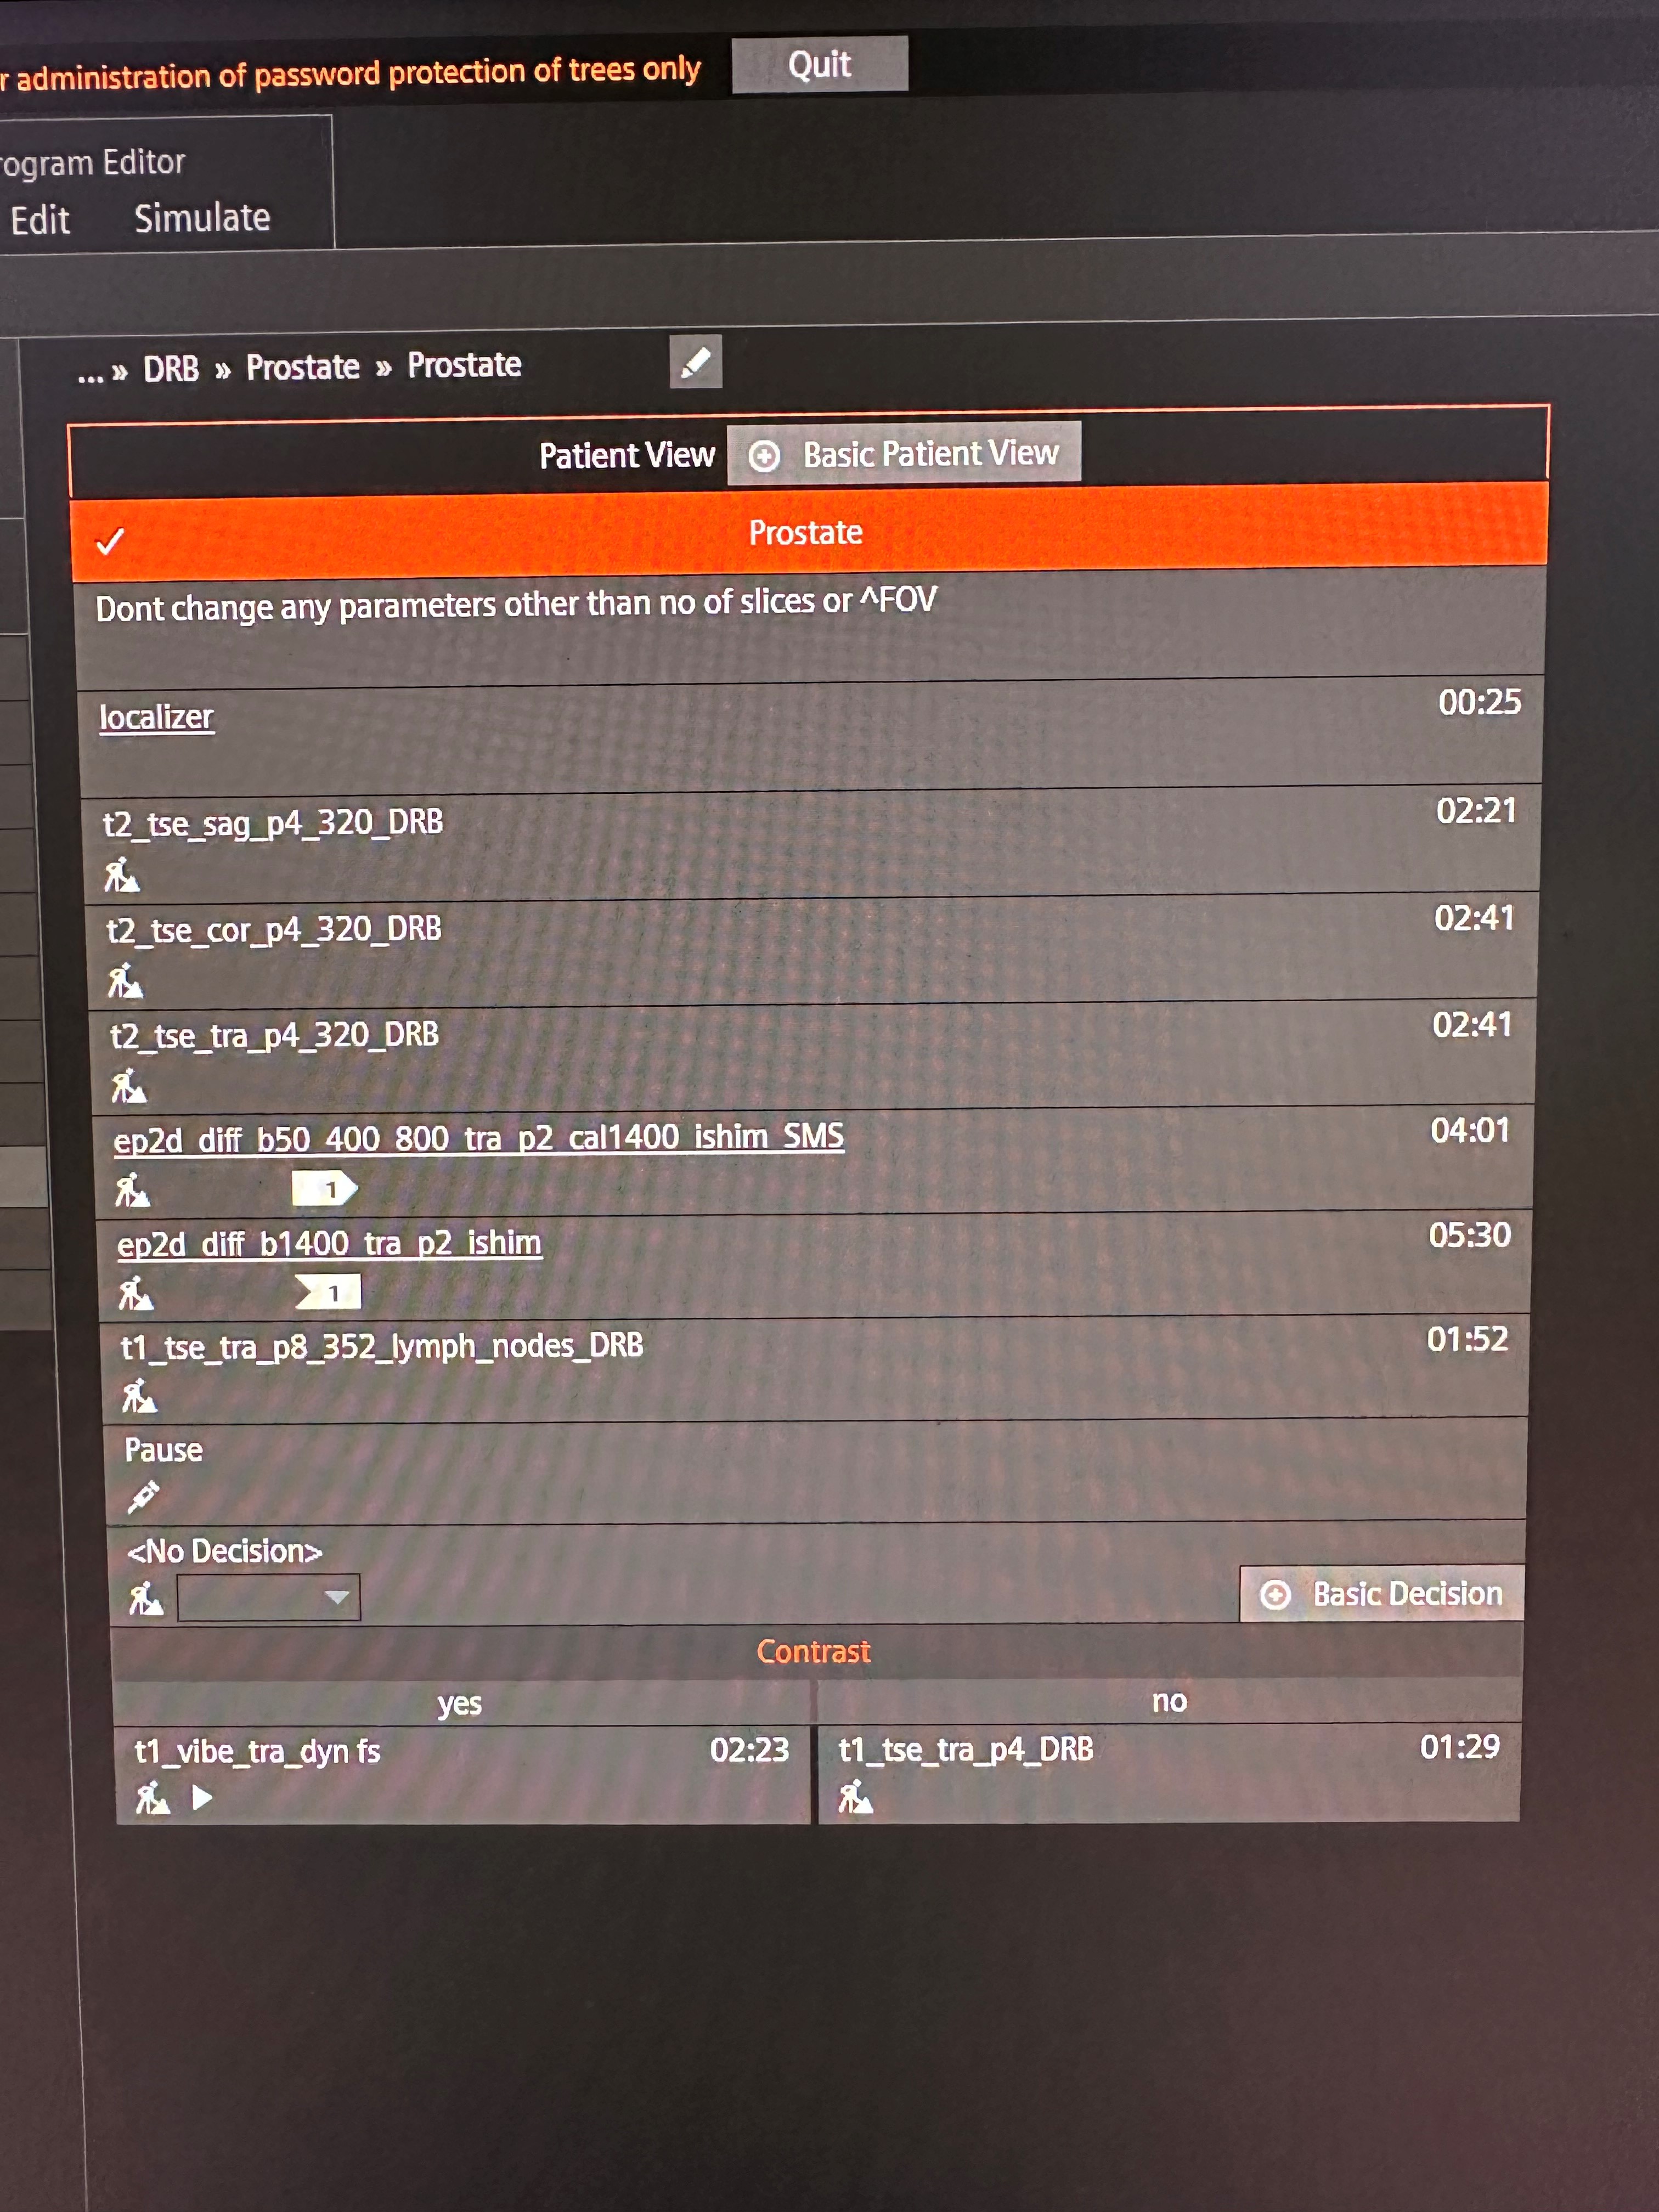 r administration of password protection of trees only Quit
rogram Editor
Edit Simulate
... » DRB » Prostate » Prostate
Patient View Basic Patient View
Prostate
Dont change any parameters other than no of slices or ^FOV
localizer 00:25
t2_tse_sag_p4_320_DRB 02:21
t2_tse_cor_p4_320_DRB 02:41
t2_tse_tra_p4_320_DRB 02:41
ep2d_diff_b50_400_800_tra_p2_cal1400_ishim_SMS 04:01
1
ep2d_diff_b1400_tra_p2_ishim 05:30
1
t1_tse_tra_p8_352_lymph_nodes_DRB 01:52
Pause
<No Decision>
Basic Decision
Contrast
yes no
t1_vibe_tra_dyn fs 02:23 t1_tse_tra_p4_DRB 01:29